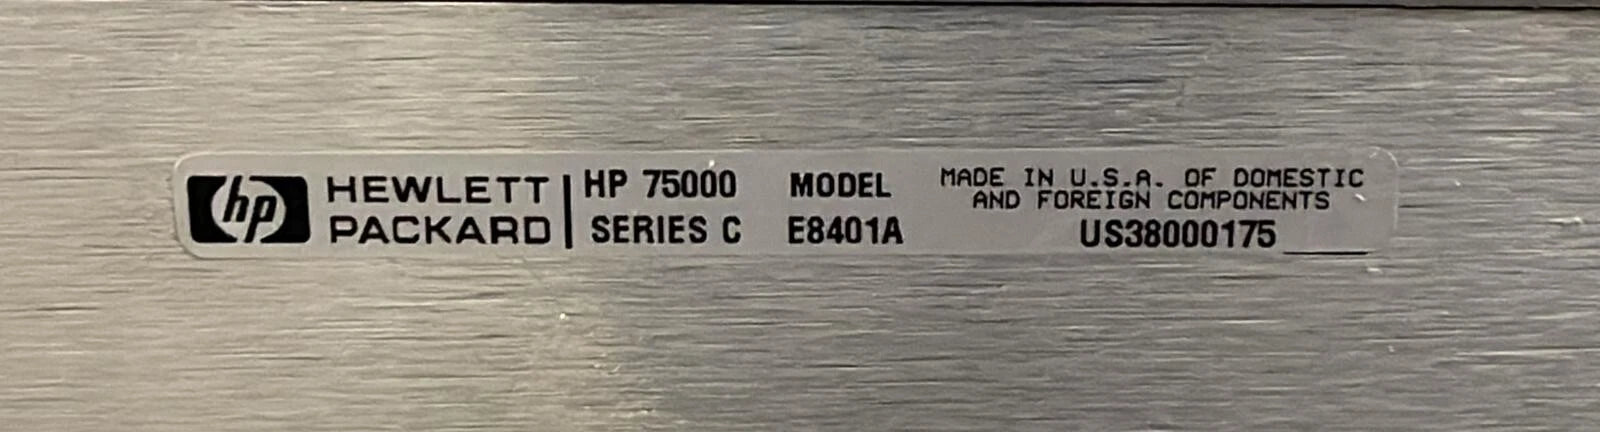 hp HEWLETT PACKARD
HP 75000 SERIES C
MODEL E8401A
MADE IN U.S.A. OF DOMESTIC
AND FOREIGN COMPONENTS
US38000175